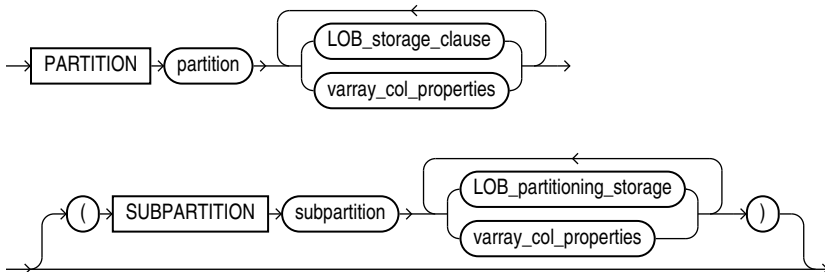 LOB_storage_clause
PARTITION partition
varray_col_properties
LOB_partitioning_storage
( SUBPARTITION subpartition )
varray_col_properties